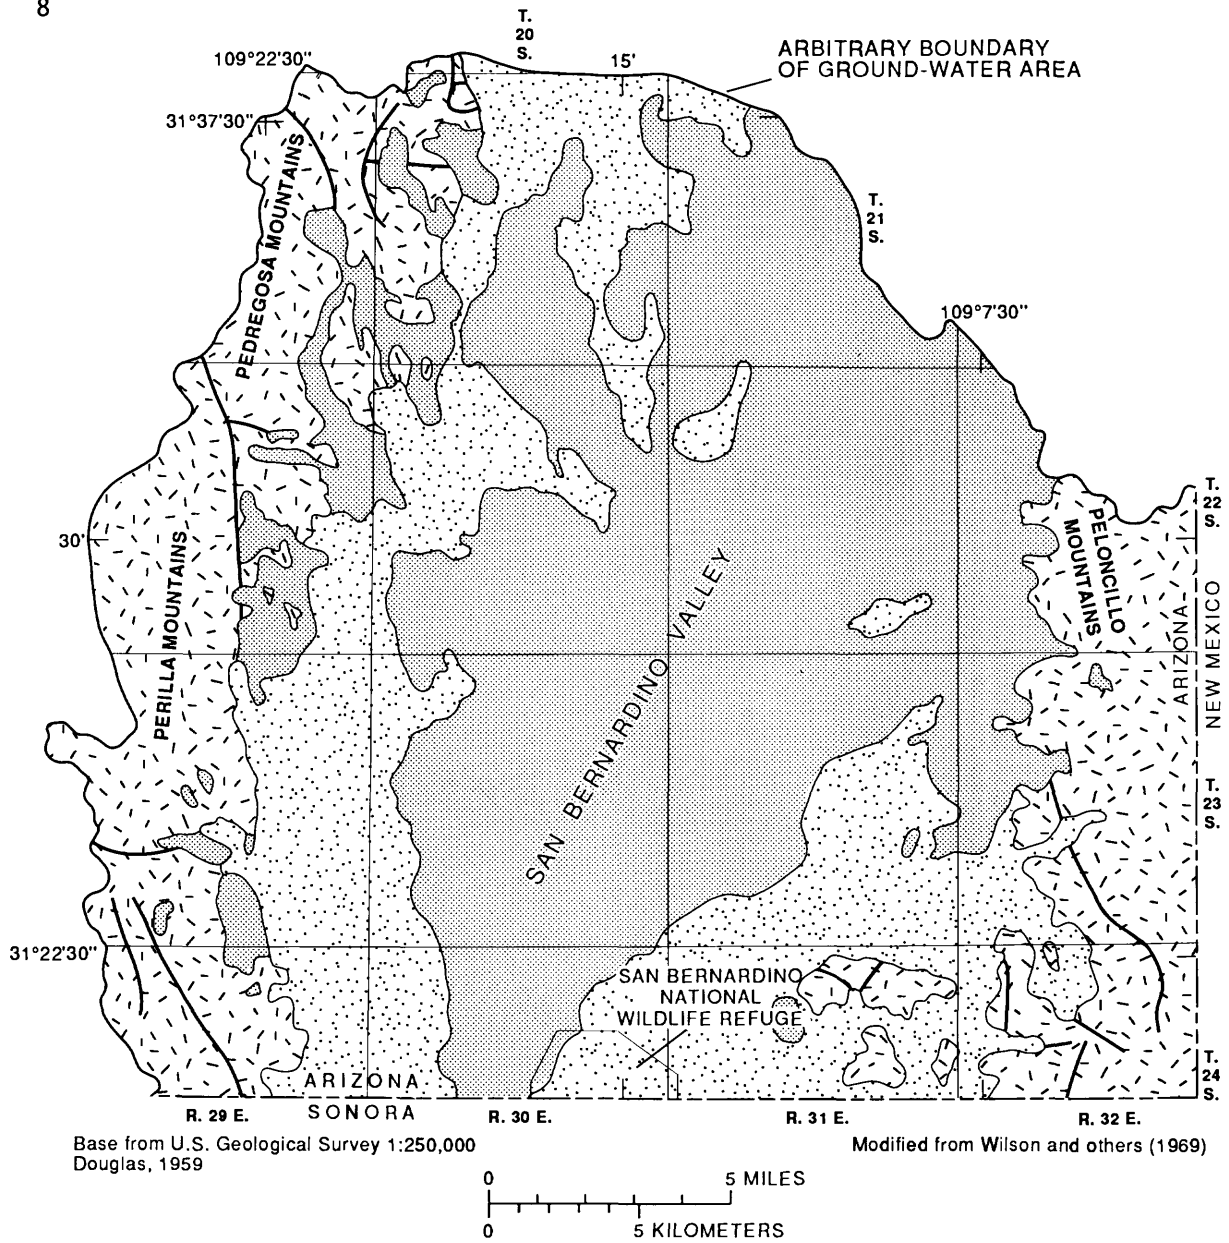 8
T.
20
S.
109°22'30"
15'
ARBITRARY BOUNDARY
OF GROUND-WATER AREA
31°37'30"
PEDREGOSA MOUNTAINS
T.
21
S.
109°7'30"
T.
22
S.
PELONCILLO
MOUNTAINS
30'
PERILLA MOUNTAINS
SAN BERNARDINO VALLEY
ARIZONA
NEW MEXICO
T.
23
S.
31°22'30"
SAN BERNARDINO
NATIONAL
WILDLIFE REFUGE
T.
24
S.
ARIZONA
SONORA
R. 29 E.
R. 30 E.
R. 31 E.
R. 32 E.
Base from U.S. Geological Survey 1:250,000
Douglas, 1959
Modified from Wilson and others (1969)
0 5 MILES
0 5 KILOMETERS